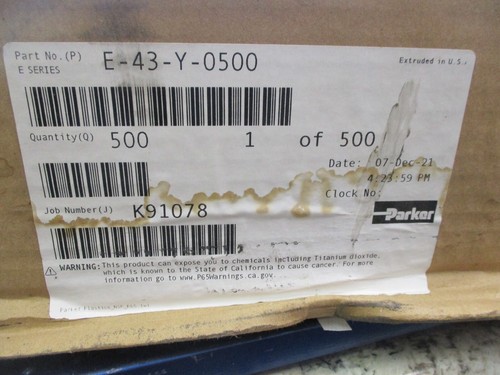 Part No.(P) E-43-Y-0500 Extruded in U.S.
E SERIES
Quantity(Q) 500 1 of 500
Date: 07-Dec-21
4:23:59 PM
Clock No:
Job Number(J) K91078
Parker
WARNING: This product can expose you to chemicals including Titanium dioxide,
which is known to the State of California to cause cancer. For more
information go to www.P65Warnings.ca.gov.